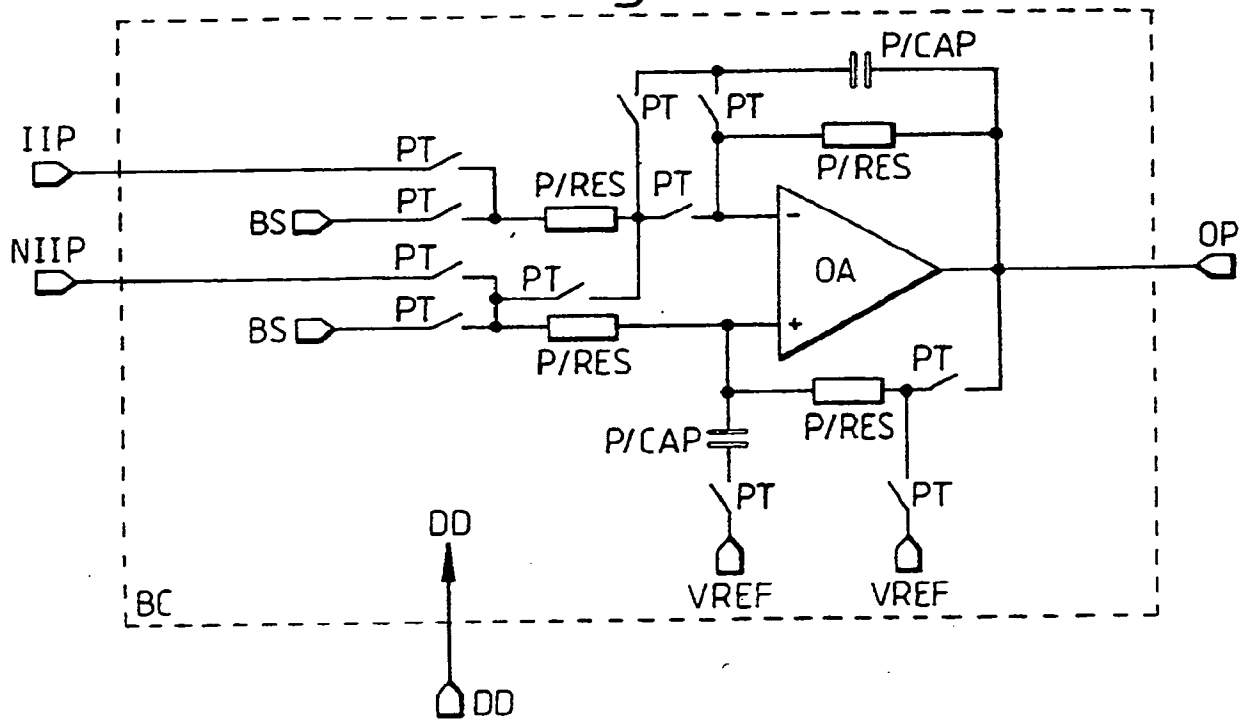 P/CAP
PT
PT
IIP
PT
P/RES
P/RES
PT
BS
PT
-
NIIP
PT
PT
OA
OP
BS
PT
P/RES
+
PT
P/RES
P/CAP
PT
PT
DD
VREF
VREF
BC
DD